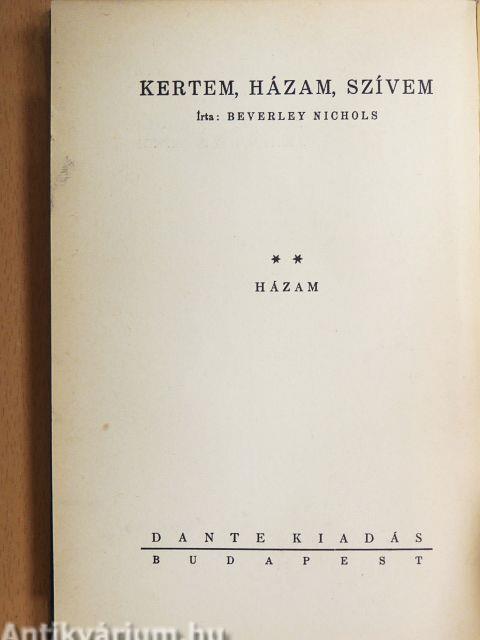 KERTEM, HÁZAM, SZÍVEM
Írta: BEVERLEY NICHOLS
* *
HÁZAM
DANTE KIADÁS
BUDAPEST
Antikvárium.hu